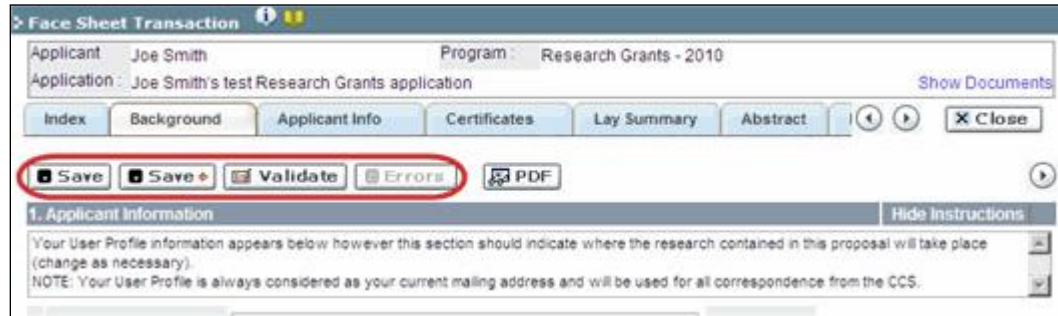 > Face Sheet Transaction
Applicant Joe Smith Program : Research Grants - 2010
Application : Joe Smith's test Research Grants application Show Documents
Index Background Applicant Info Certificates Lay Summary Abstract Close
Save Save+ Validate Errors PDF
1. Applicant Information Hide Instructions
Your User Profile information appears below however this section should indicate where the research contained in this proposal will take place
(change as necessary).
NOTE: Your User Profile is always considered as your current mailing address and will be used for all correspondence from the CCS.